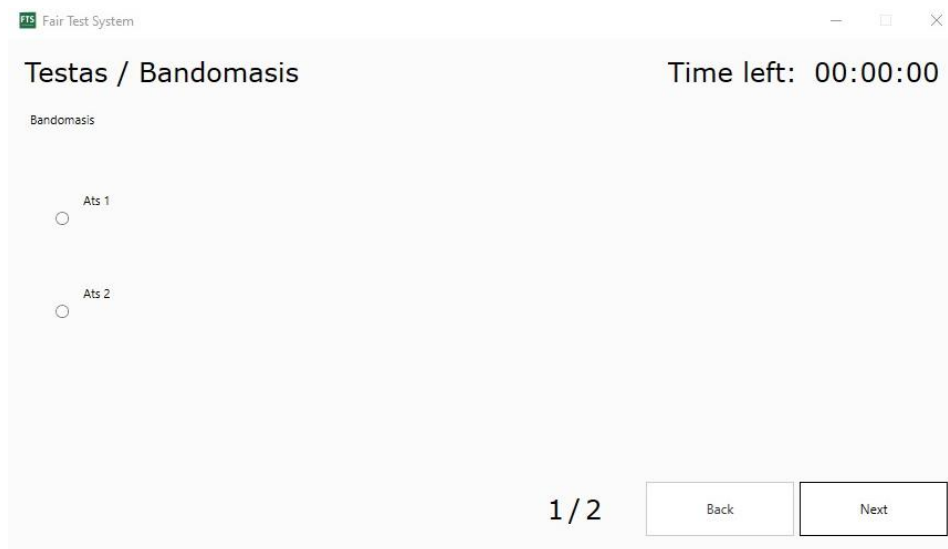 FTS Fair Test System
Testas / Bandomasis
Time left: 00:00:00
Bandomasis
Ats 1
Ats 2
1/2
Back
Next